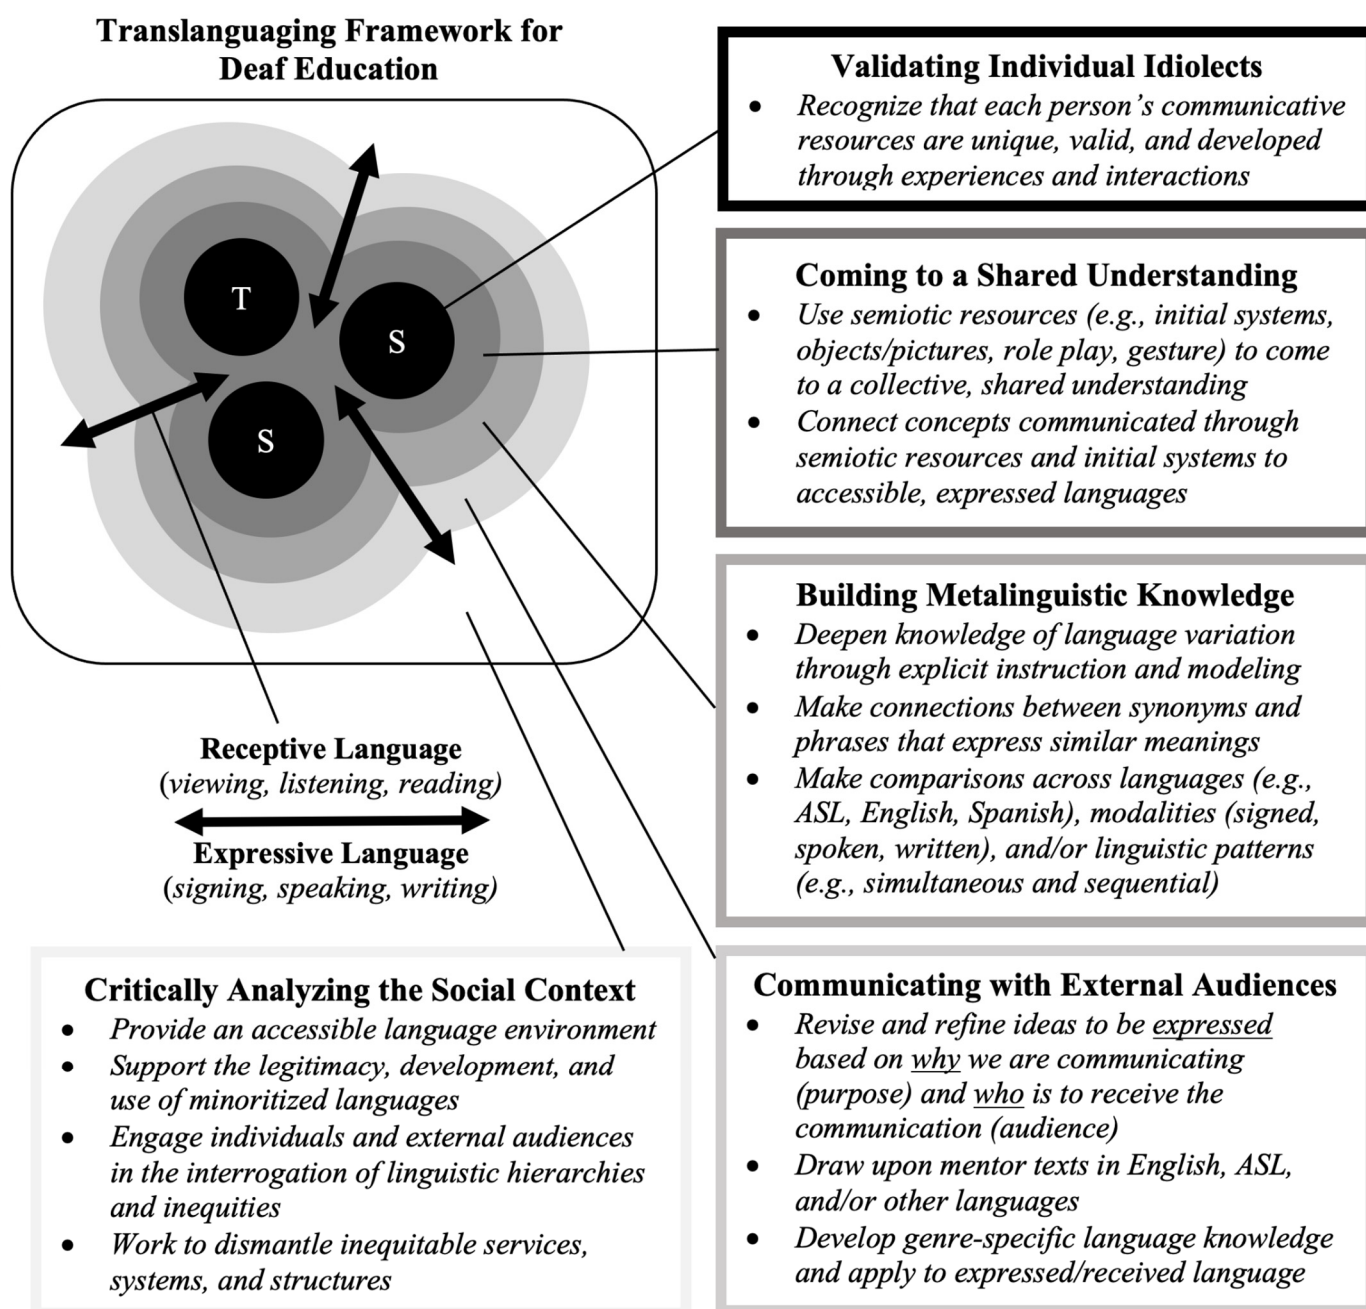 Translanguaging Framework for
Deaf Education
T
S
S
Receptive Language
(viewing, listening, reading)
Expressive Language
(signing, speaking, writing)
Validating Individual Idiolects
• Recognize that each person’s communicative
resources are unique, valid, and developed
through experiences and interactions
Coming to a Shared Understanding
• Use semiotic resources (e.g., initial systems,
objects/pictures, role play, gesture) to come
to a collective, shared understanding
• Connect concepts communicated through
semiotic resources and initial systems to
accessible, expressed languages
Building Metalinguistic Knowledge
• Deepen knowledge of language variation
through explicit instruction and modeling
• Make connections between synonyms and
phrases that express similar meanings
• Make comparisons across languages (e.g.,
ASL, English, Spanish), modalities (signed,
spoken, written), and/or linguistic patterns
(e.g., simultaneous and sequential)
Critically Analyzing the Social Context
• Provide an accessible language environment
• Support the legitimacy, development, and
use of minoritized languages
• Engage individuals and external audiences
in the interrogation of linguistic hierarchies
and inequities
• Work to dismantle inequitable services,
systems, and structures
Communicating with External Audiences
• Revise and refine ideas to be expressed
based on why we are communicating
(purpose) and who is to receive the
communication (audience)
• Draw upon mentor texts in English, ASL,
and/or other languages
• Develop genre-specific language knowledge
and apply to expressed/received language